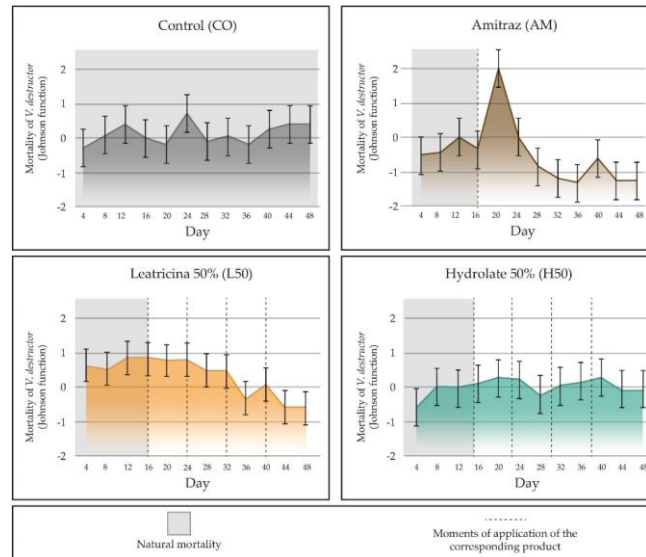 Control (CO)
Mortality of V. destructor
(Johnson function)
2
1
0
-1
-2
4 8 12 16 20 24 28 32 36 40 44 48
Day
Amitraz (AM)
Mortality of V. destructor
(Johnson function)
2
1
0
-1
-2
4 8 12 16 20 24 28 32 36 40 44 48
Day
Leatricina 50% (L50)
Mortality of V. destructor
(Johnson function)
2
1
0
-1
-2
4 8 12 16 20 24 28 32 36 40 44 48
Day
Hydrolate 50% (H50)
Mortality of V. destructor
(Johnson function)
2
1
0
-1
-2
4 8 12 16 20 24 28 32 36 40 44 48
Day
Natural mortality
Moments of application of the
corresponding product